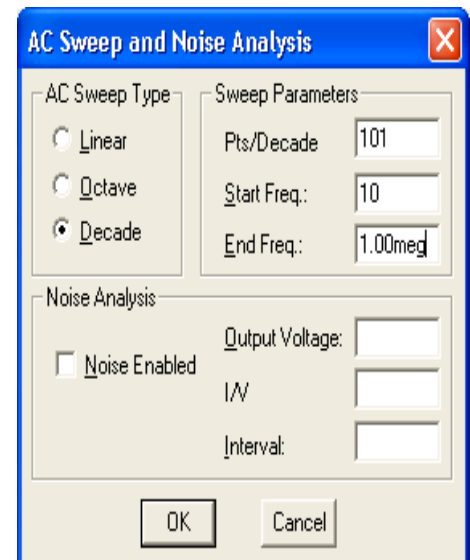 AC Sweep and Noise Analysis
AC Sweep Type
Linear
Octave
Decade
Sweep Parameters
Pts/Decade 101
Start Freq.: 10
End Freq.: 1.00meg
Noise Analysis
Noise Enabled
Output Voltage:
I/V
Interval:
OK Cancel